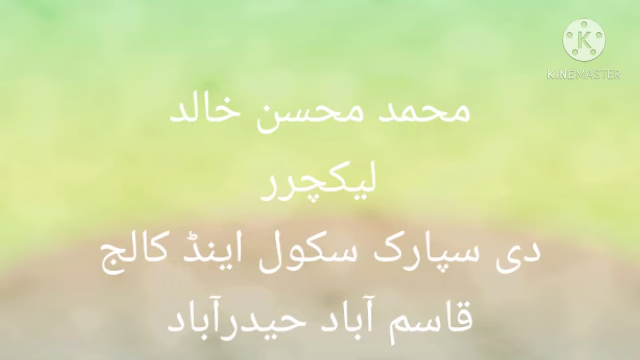 KINEMASTER
محمد محسن خالد
لیکچرر
دی سپارک سکول اینڈ کالج
قاسم آباد حیدرآباد